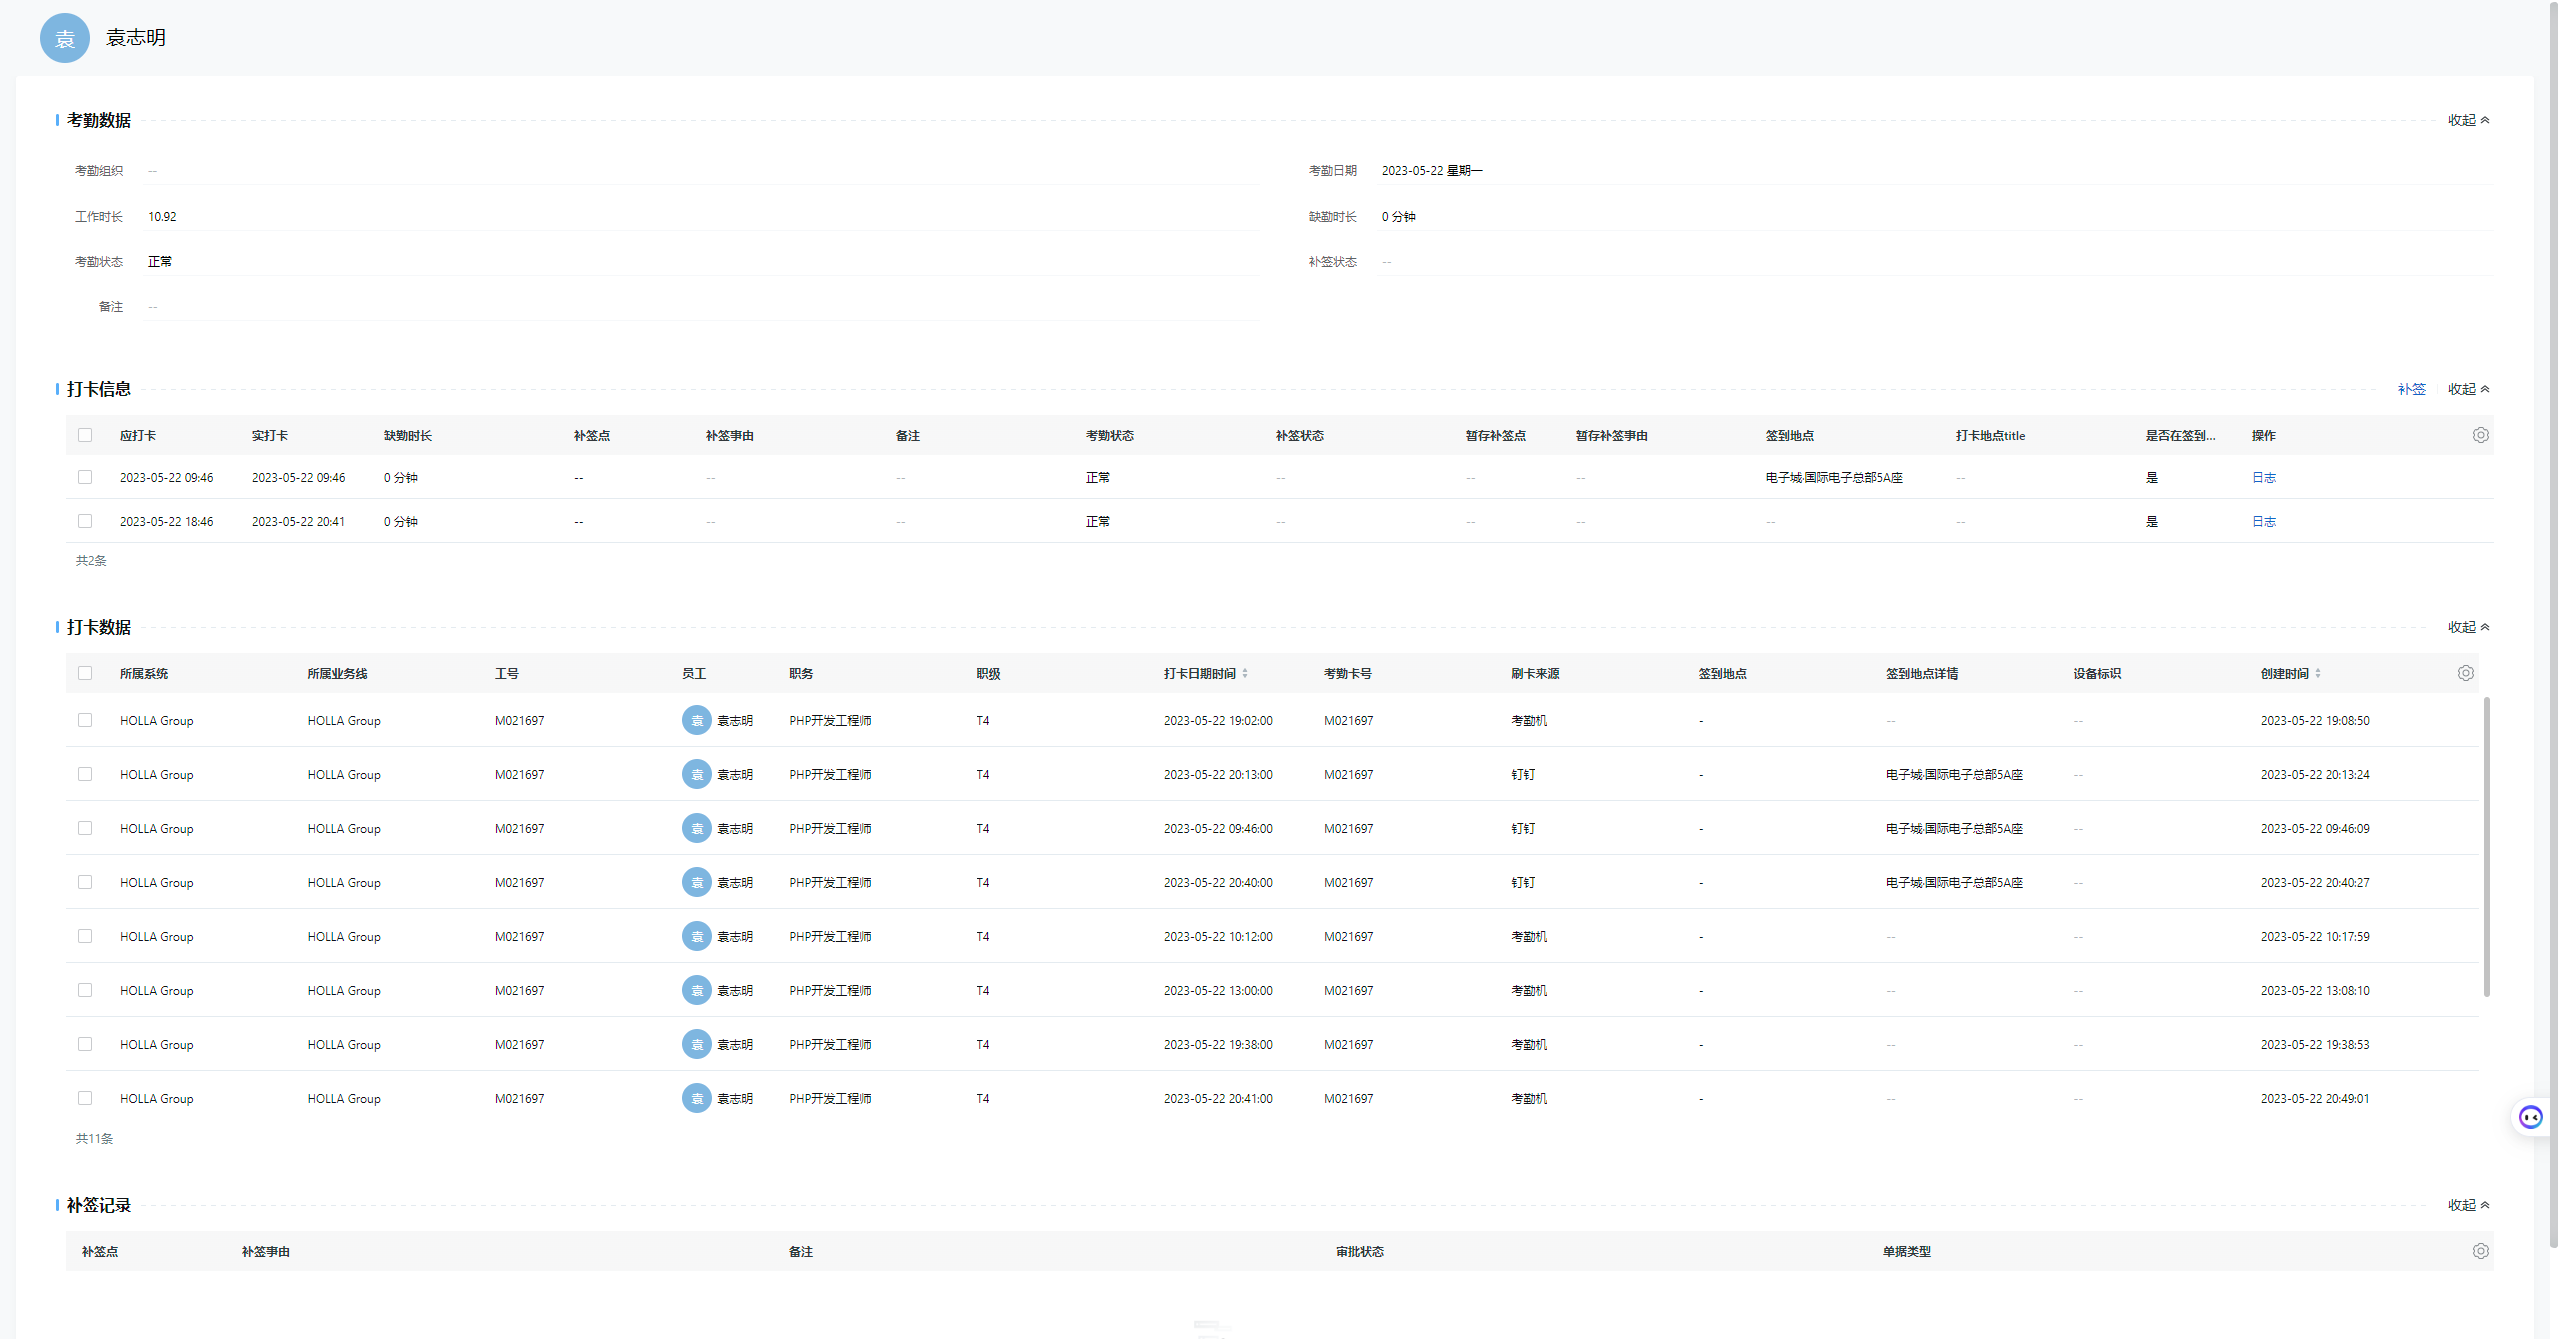 袁 袁志明
考勤数据 收起
考勤组织 -- 考勤日期 2023-05-22 星期一
工作时长 10.92 缺勤时长 0 分钟
考勤状态 正常 补签状态 --
备注 --
打卡信息 补签 收起
应打卡 实打卡 缺勤时长 补签点 补签事由 备注 考勤状态 补签状态 暂存补签点 暂存补签事由 签到地点 打卡地点title 是否在签到... 操作
2023-05-22 09:46 2023-05-22 09:46 0 分钟 -- -- -- 正常 -- -- -- 电子城·国际电子总部5A座 -- 是 日志
2023-05-22 18:46 2023-05-22 20:41 0 分钟 -- -- -- 正常 -- -- -- -- -- 是 日志
共2条
打卡数据 收起
所属系统 所属业务线 工号 员工 职务 职级 打卡日期时间 考勤卡号 刷卡来源 签到地点 签到地点详情 设备标识 创建时间
HOLLA Group HOLLA Group M021697 袁 袁志明 PHP开发工程师 T4 2023-05-22 19:02:00 M021697 考勤机 - -- -- 2023-05-22 19:08:50
HOLLA Group HOLLA Group M021697 袁 袁志明 PHP开发工程师 T4 2023-05-22 20:13:00 M021697 钉钉 - 电子城·国际电子总部5A座 -- 2023-05-22 20:13:24
HOLLA Group HOLLA Group M021697 袁 袁志明 PHP开发工程师 T4 2023-05-22 09:46:00 M021697 钉钉 - 电子城·国际电子总部5A座 -- 2023-05-22 09:46:09
HOLLA Group HOLLA Group M021697 袁 袁志明 PHP开发工程师 T4 2023-05-22 20:40:00 M021697 钉钉 - 电子城·国际电子总部5A座 -- 2023-05-22 20:40:27
HOLLA Group HOLLA Group M021697 袁 袁志明 PHP开发工程师 T4 2023-05-22 10:12:00 M021697 考勤机 - -- -- 2023-05-22 10:17:59
HOLLA Group HOLLA Group M021697 袁 袁志明 PHP开发工程师 T4 2023-05-22 13:00:00 M021697 考勤机 - -- -- 2023-05-22 13:08:10
HOLLA Group HOLLA Group M021697 袁 袁志明 PHP开发工程师 T4 2023-05-22 19:38:00 M021697 考勤机 - -- -- 2023-05-22 19:38:53
HOLLA Group HOLLA Group M021697 袁 袁志明 PHP开发工程师 T4 2023-05-22 20:41:00 M021697 考勤机 - -- -- 2023-05-22 20:49:01
共11条
补签记录 收起
补签点 补签事由 备注 审批状态 单据类型